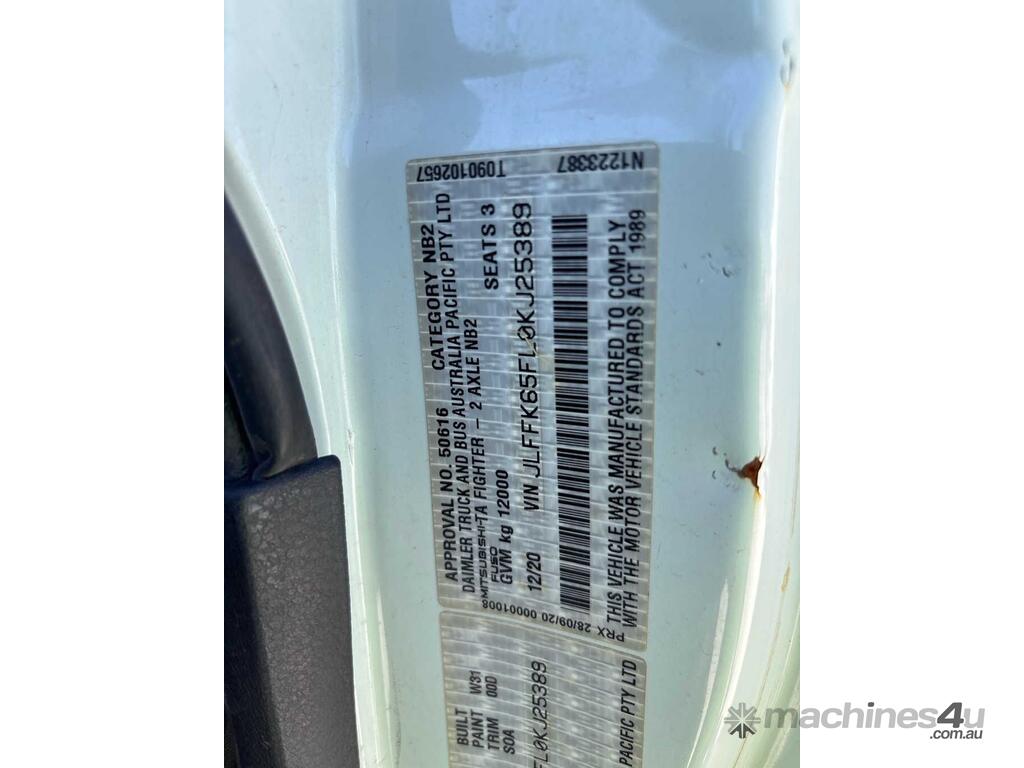 T090102657
N12223387
APPROVAL NO. 50616 CATEGORY NB2
DAIMLER TRUCK AND BUS AUSTRALIA PACIFIC PTY LTD
MITSUBISHI-TA FIGHTER - 2 AXLE NB2
FUSO
GVM kg 12000 SEATS 3
12/20 VIN JLFFK65FL0KJ25389
THIS VEHICLE WAS MANUFACTURED TO COMPLY
WITH THE MOTOR VEHICLE STANDARDS ACT 1989
PRX 28/09/20 00001008
BUILT
PAINT W31
TRIM 00D
SOA
FL0KJ25389
PACIFIC PTY LTD
machines4u
.com.au